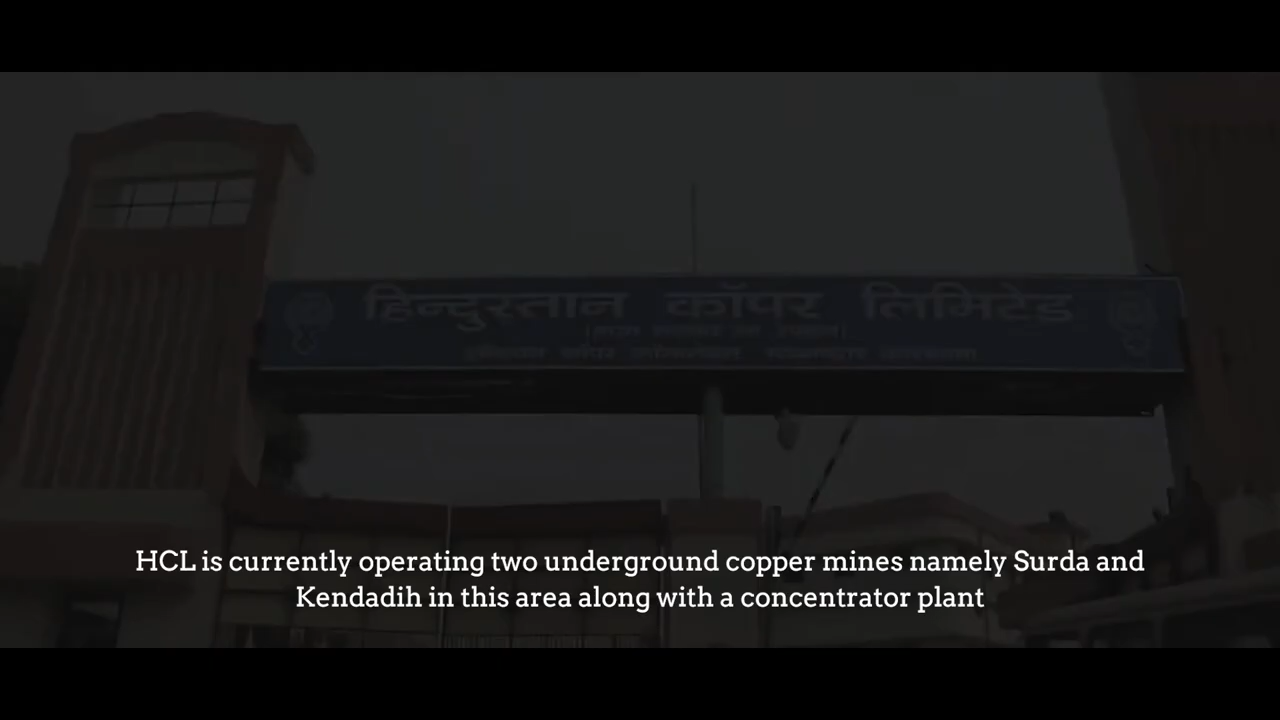 हिन्दुस्तान कॉपर लिमिटेड
HCL is currently operating two underground copper mines namely Surda and
Kendadih in this area along with a concentrator plant